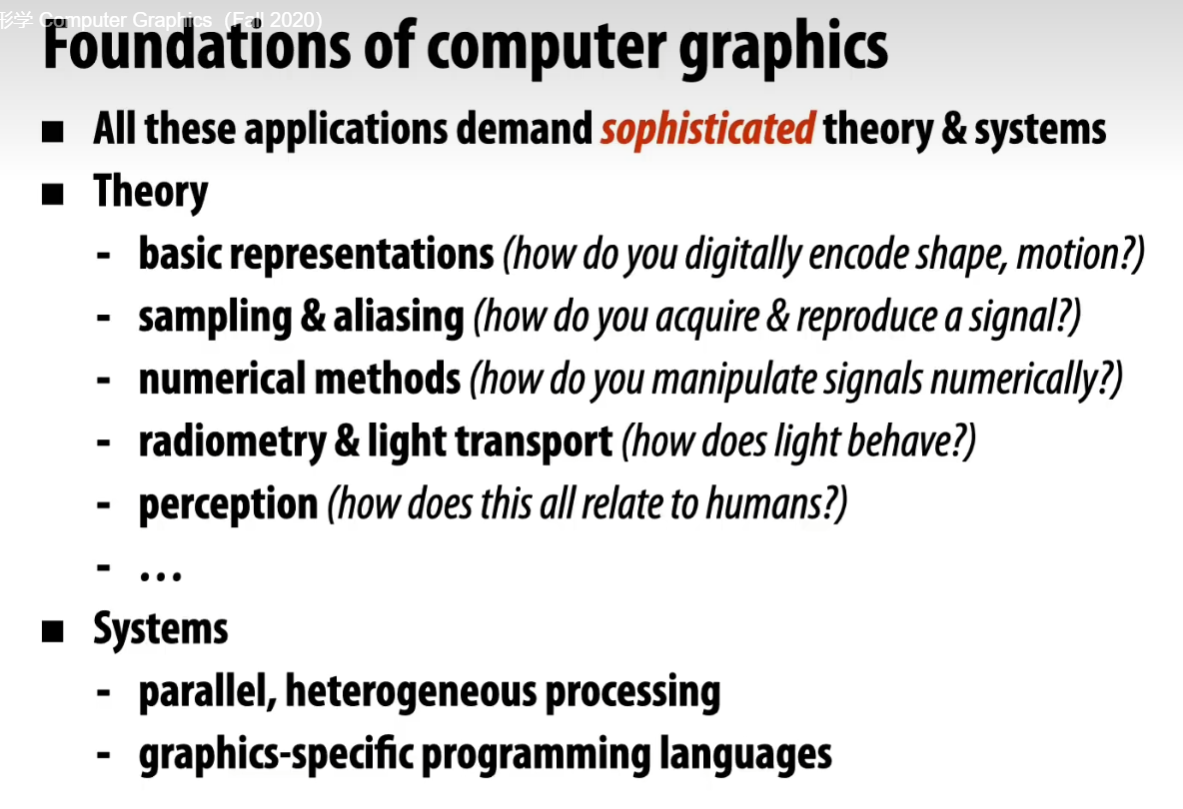 形学 Computer Graphics（Fall 2020）
Foundations of computer graphics
■ All these applications demand sophisticated theory & systems
■ Theory
- basic representations (how do you digitally encode shape, motion?)
- sampling & aliasing (how do you acquire & reproduce a signal?)
- numerical methods (how do you manipulate signals numerically?)
- radiometry & light transport (how does light behave?)
- perception (how does this all relate to humans?)
- …
■ Systems
- parallel, heterogeneous processing
- graphics-specific programming languages